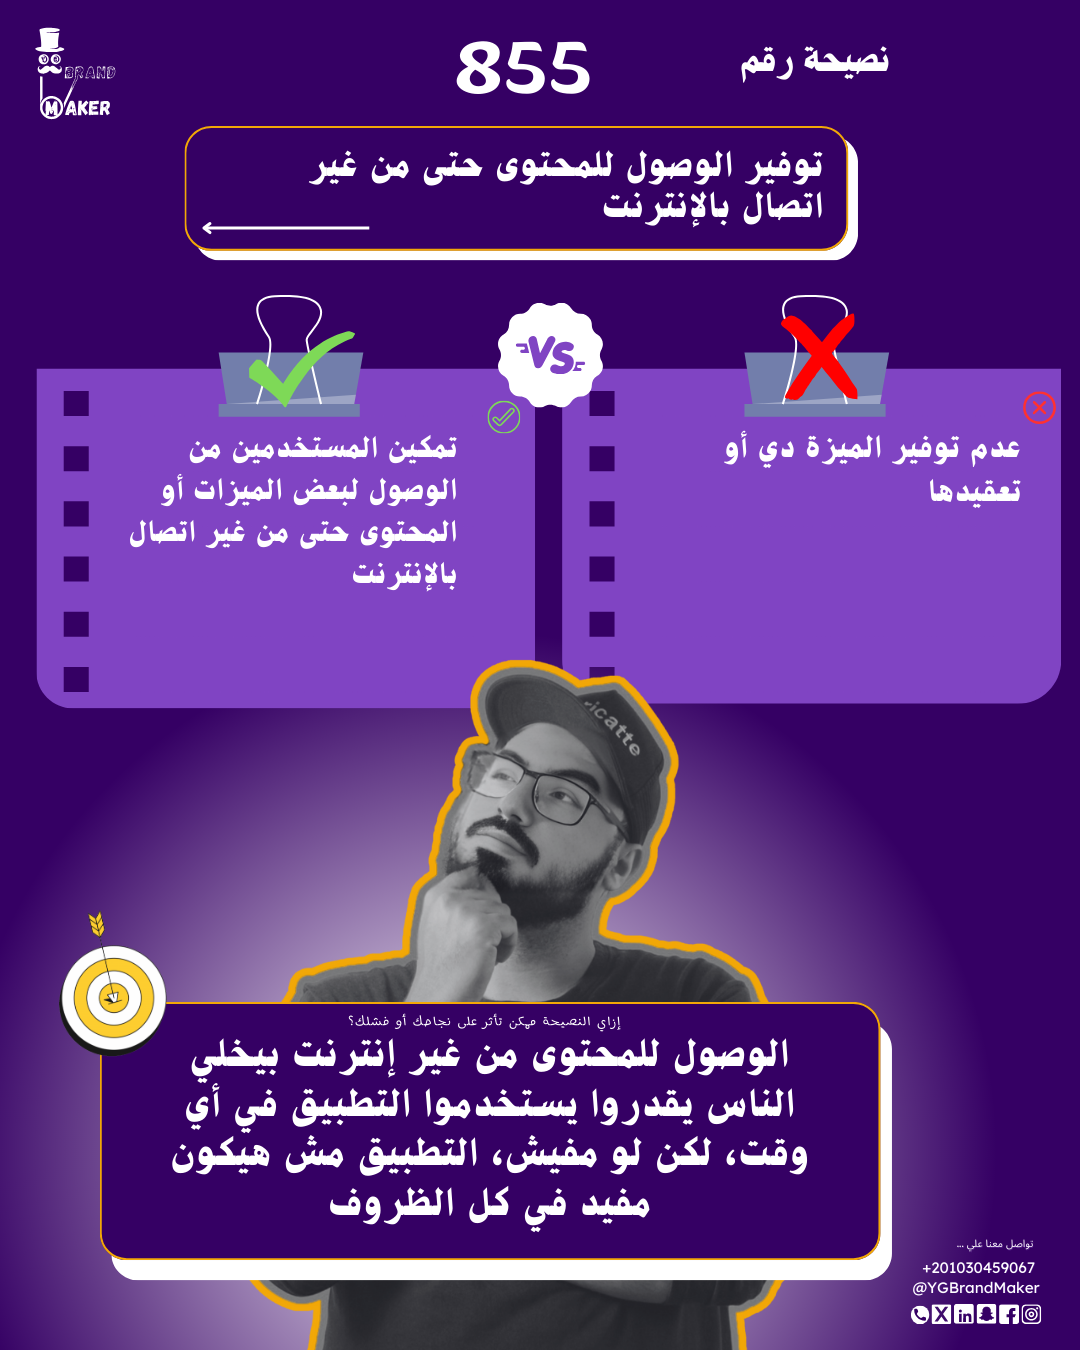 BRAND
MAKER
نصيحة رقم
855
توفير الوصول للمحتوى حتى من غير
اتصال بالإنترنت
VS
عدم توفير الميزة دي أو
تعقيدها
تمكين المستخدمين من
الوصول لبعض الميزات أو
المحتوى حتى من غير اتصال
بالإنترنت
icatte
إزاي النصيحة ممكن تأثر على نجاحك أو فشلك؟
الوصول للمحتوى من غير إنترنت بيخلي
الناس يقدروا يستخدموا التطبيق في أي
وقت، لكن لو مفيش، التطبيق مش هيكون
مفيد في كل الظروف
تواصل معنا علي ...
+201030459067
@YGBrandMaker